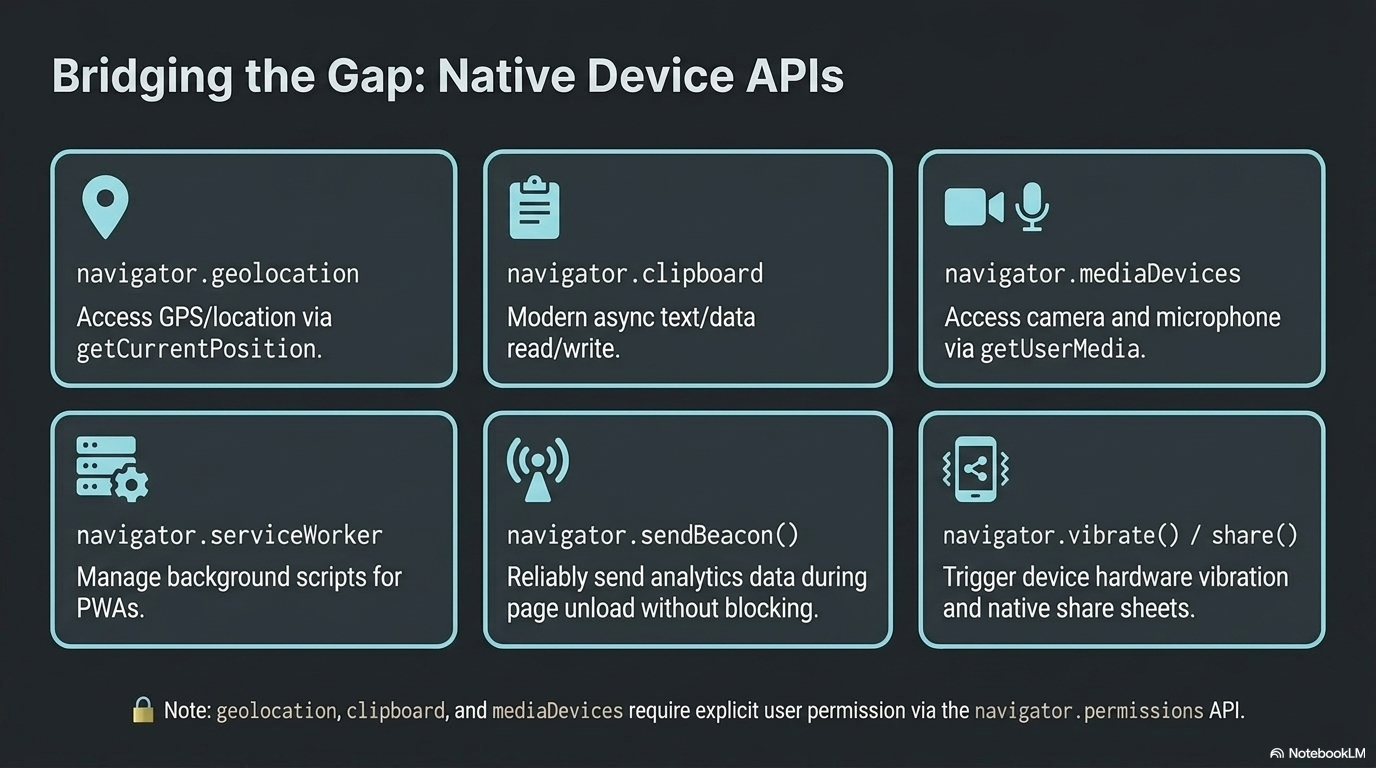 Bridging the Gap: Native Device APIs
navigator.geolocation
Access GPS/location via
getCurrentPosition.
navigator.clipboard
Modern async text/data
read/write.
navigator.mediaDevices
Access camera and microphone
via getUserMedia.
navigator.serviceWorker
Manage background scripts for
PWAs.
navigator.sendBeacon()
Reliably send analytics data during
page unload without blocking.
navigator.vibrate() / share()
Trigger device hardware vibration
and native share sheets.
Note: geolocation, clipboard, and mediaDevices require explicit user permission via the navigator.permissions API.
NotebookLM